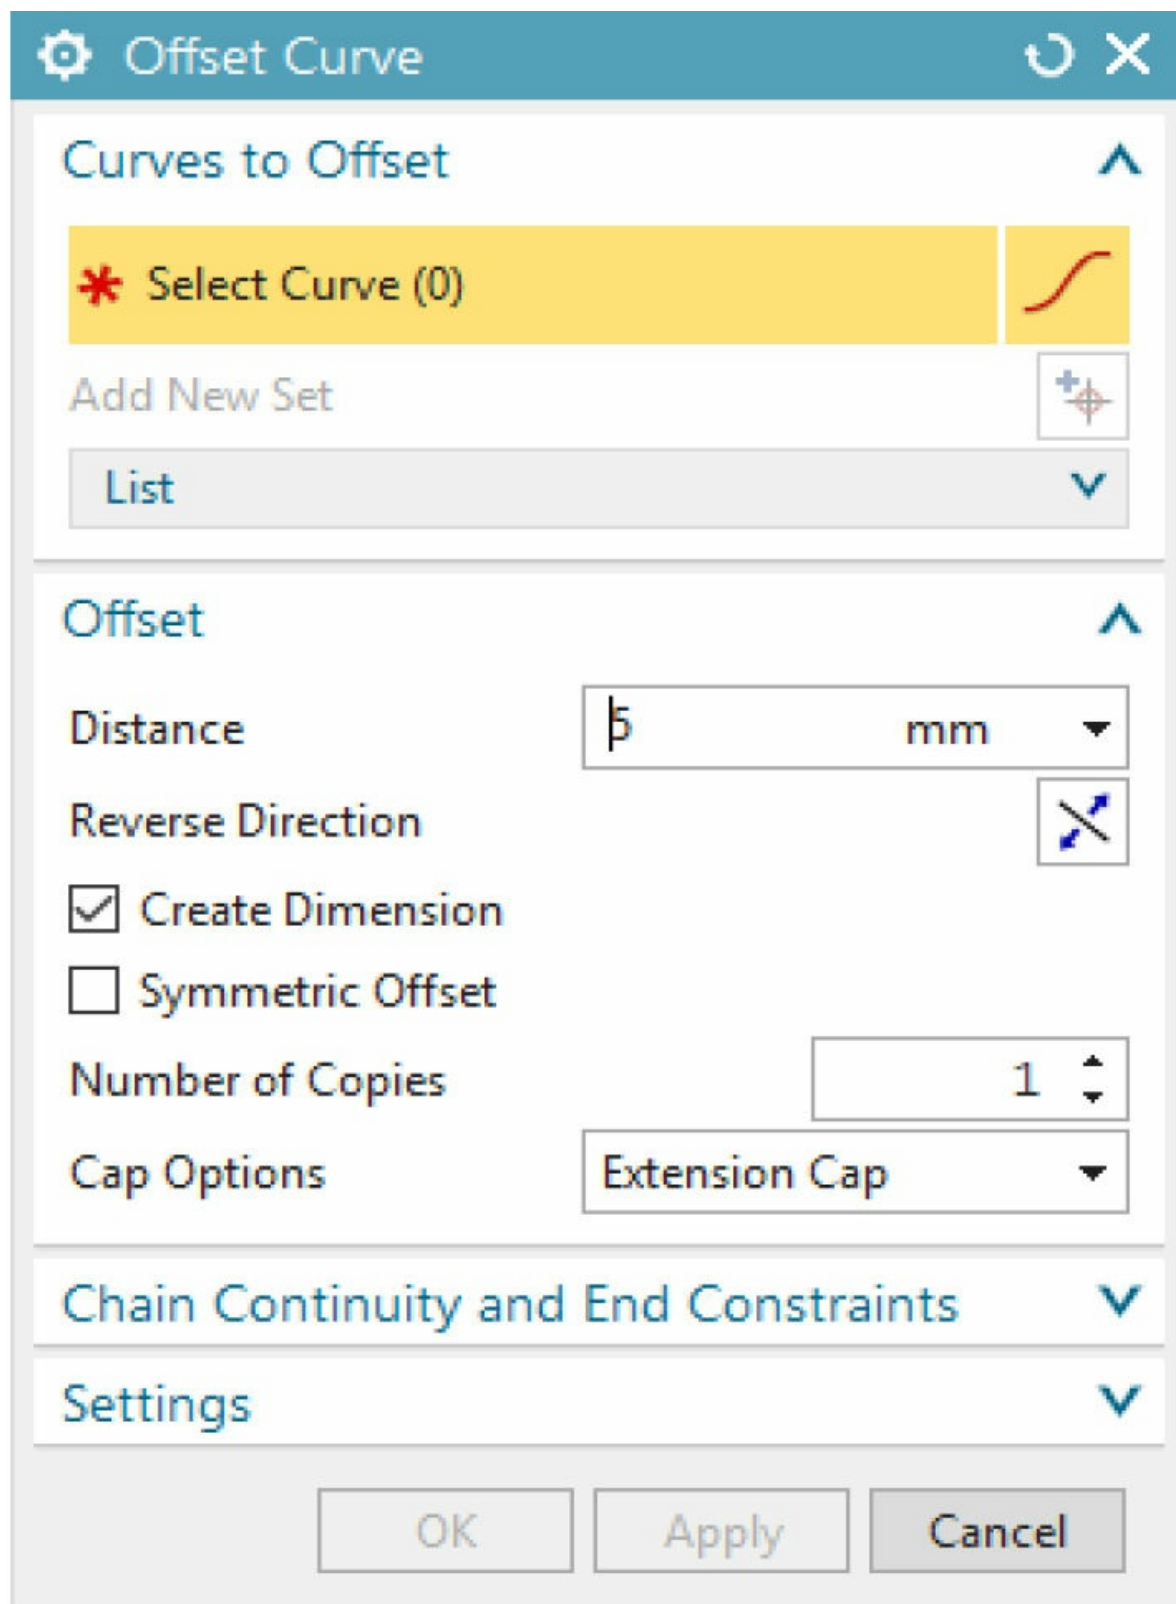 Offset Curve
Curves to Offset
* Select Curve (0)
Add New Set
List
Offset
Distance 5 mm
Reverse Direction
Create Dimension
Symmetric Offset
Number of Copies 1
Cap Options Extension Cap
Chain Continuity and End Constraints
Settings
OK Apply Cancel